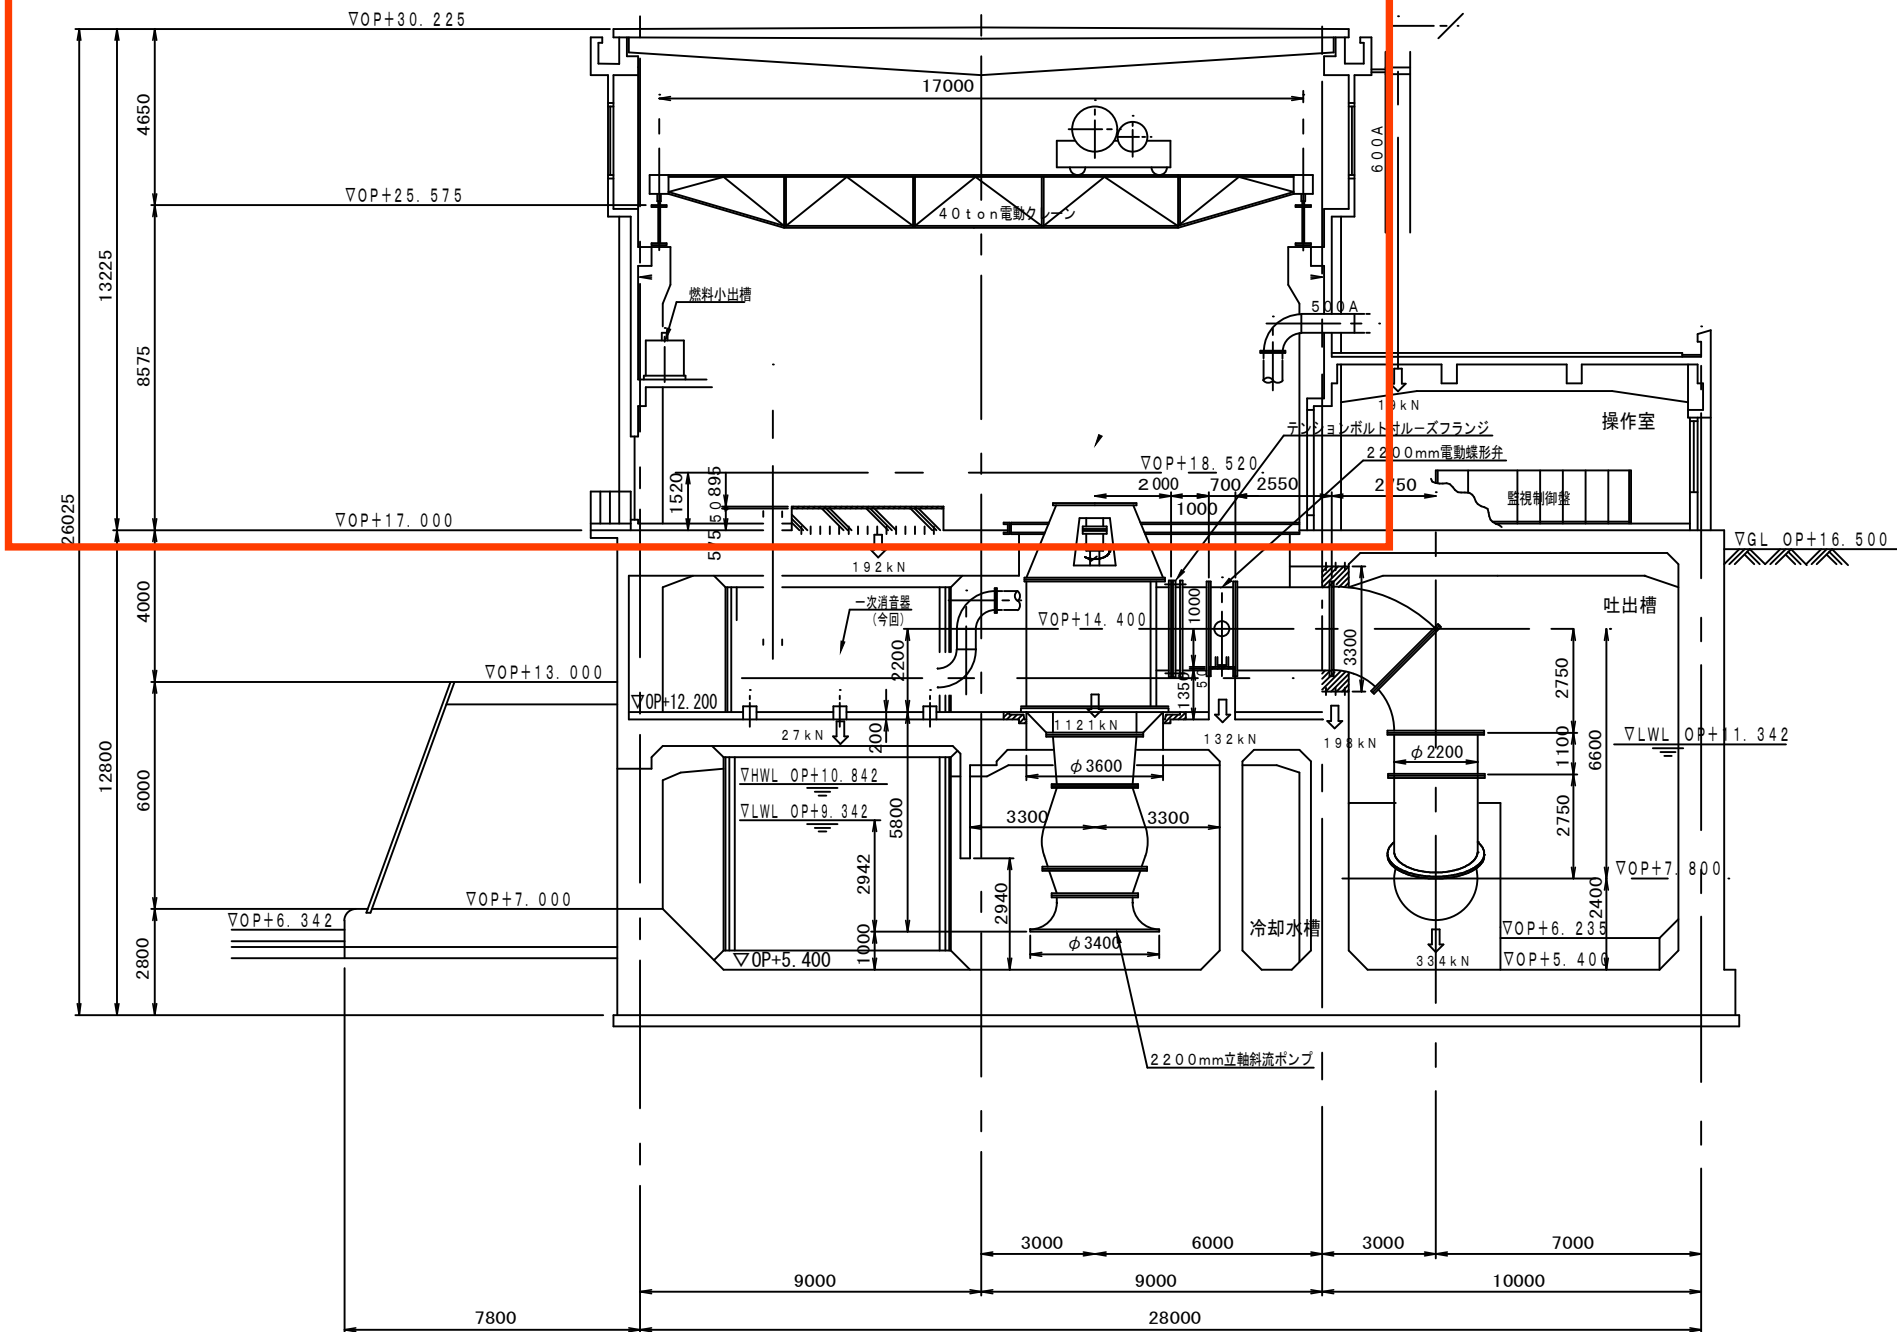 ▽OP+30. 225
17000
4650
600A
▽OP+25. 575
40ton電動クレーン
13225
燃料小出槽
500A
8575
19kN
操作室
テンションボルト付ルーズフランジ
2200mm電動蝶形弁
▽OP+18. 520
26025
1520
895
50
575
2000
700
2550
2750
1000
監視制御盤
▽OP+17. 000
▽GL OP+16. 500
192kN
4000
一次消音器
(今回)
▽OP+14. 400
1000
吐出槽
2200
3300
2750
▽OP+13. 000
1350
▽OP+12.200
200
27kN
1121kN
132kN
198kN
▽LWL OP+11. 342
12800
6000
▽HWL OP+10. 842
φ3600
φ2200
1100
6600
▽LWL OP+9. 342
5800
3300
3300
2750
2942
▽OP+7. 800
▽OP+7. 000
2940
2400
▽OP+6. 342
冷却水槽
▽OP+6. 235
2800
1000
φ3400
▽OP+5. 400
334kN
▽OP+5. 400
2200mm立軸斜流ポンプ
3000
6000
3000
7000
9000
9000
10000
7800
28000